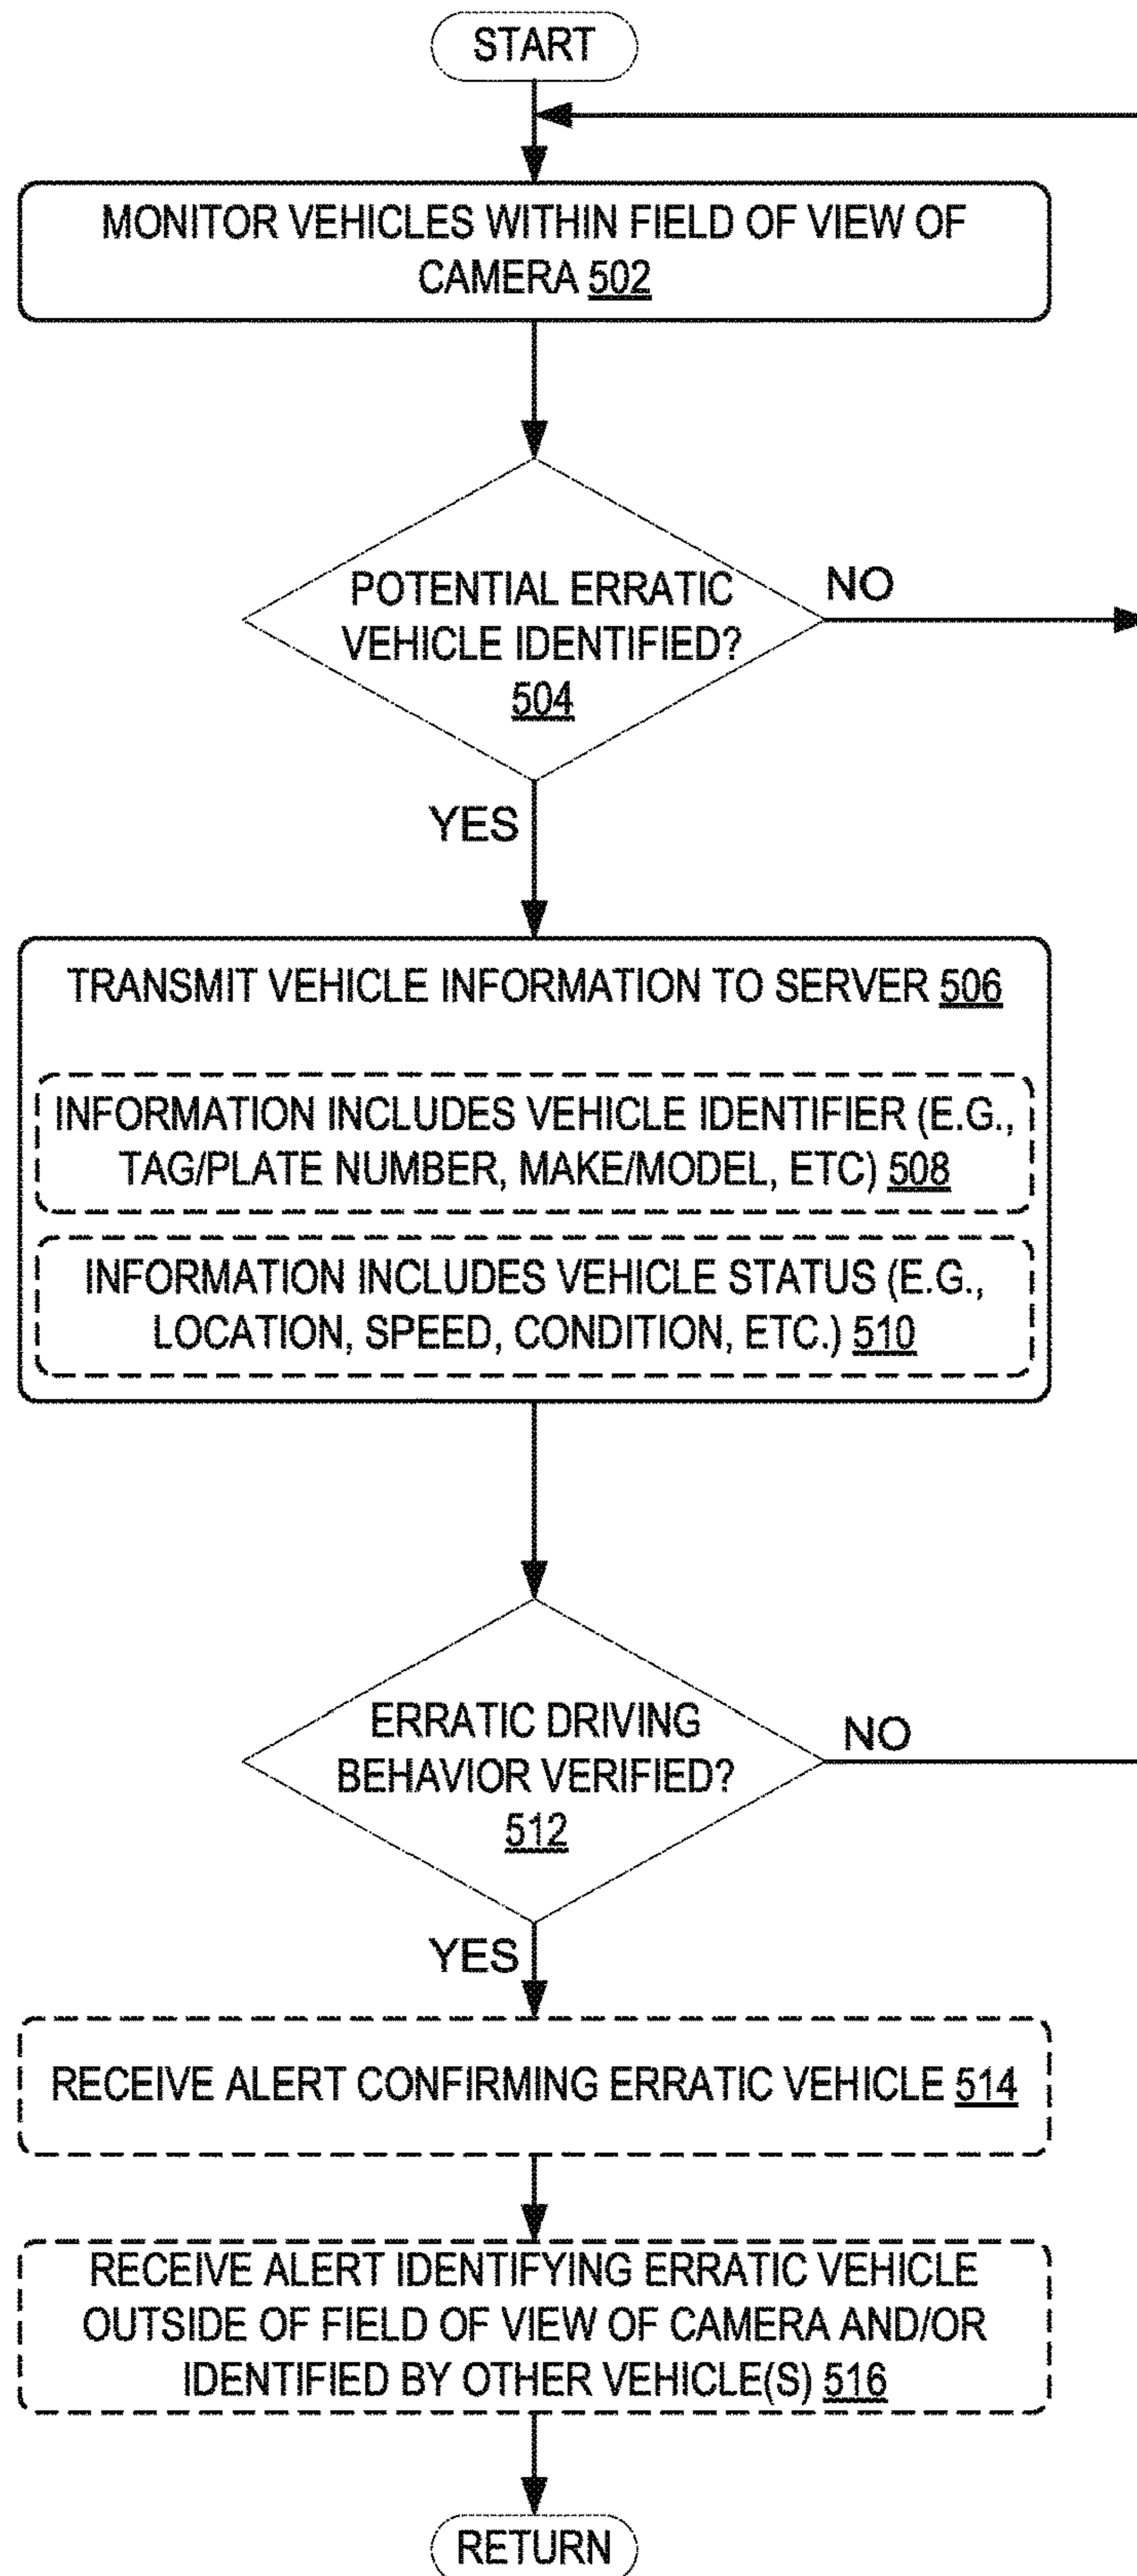 START
MONITOR VEHICLES WITHIN FIELD OF VIEW OF
CAMERA 502
POTENTIAL ERRATIC
VEHICLE IDENTIFIED?
504
NO
YES
TRANSMIT VEHICLE INFORMATION TO SERVER 506
INFORMATION INCLUDES VEHICLE IDENTIFIER (E.G.,
TAG/PLATE NUMBER, MAKE/MODEL, ETC) 508
INFORMATION INCLUDES VEHICLE STATUS (E.G.,
LOCATION, SPEED, CONDITION, ETC.) 510
ERRATIC DRIVING
BEHAVIOR VERIFIED?
512
NO
YES
RECEIVE ALERT CONFIRMING ERRATIC VEHICLE 514
RECEIVE ALERT IDENTIFYING ERRATIC VEHICLE
OUTSIDE OF FIELD OF VIEW OF CAMERA AND/OR
IDENTIFIED BY OTHER VEHICLE(S) 516
RETURN